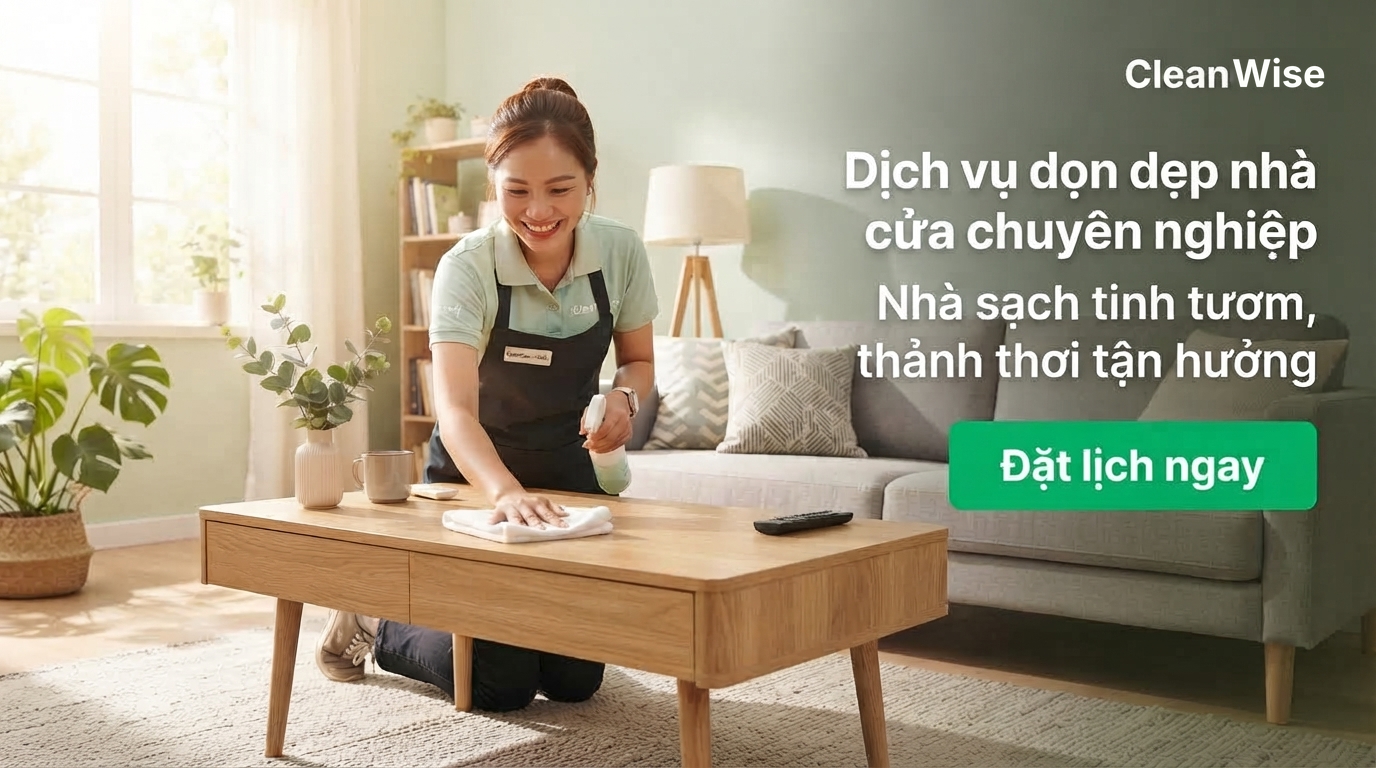 CleanWise
Dịch vụ dọn dẹp nhà
cửa chuyên nghiệp
Nhà sạch tinh tươm,
thảnh thơi tận hưởng
Đặt lịch ngay